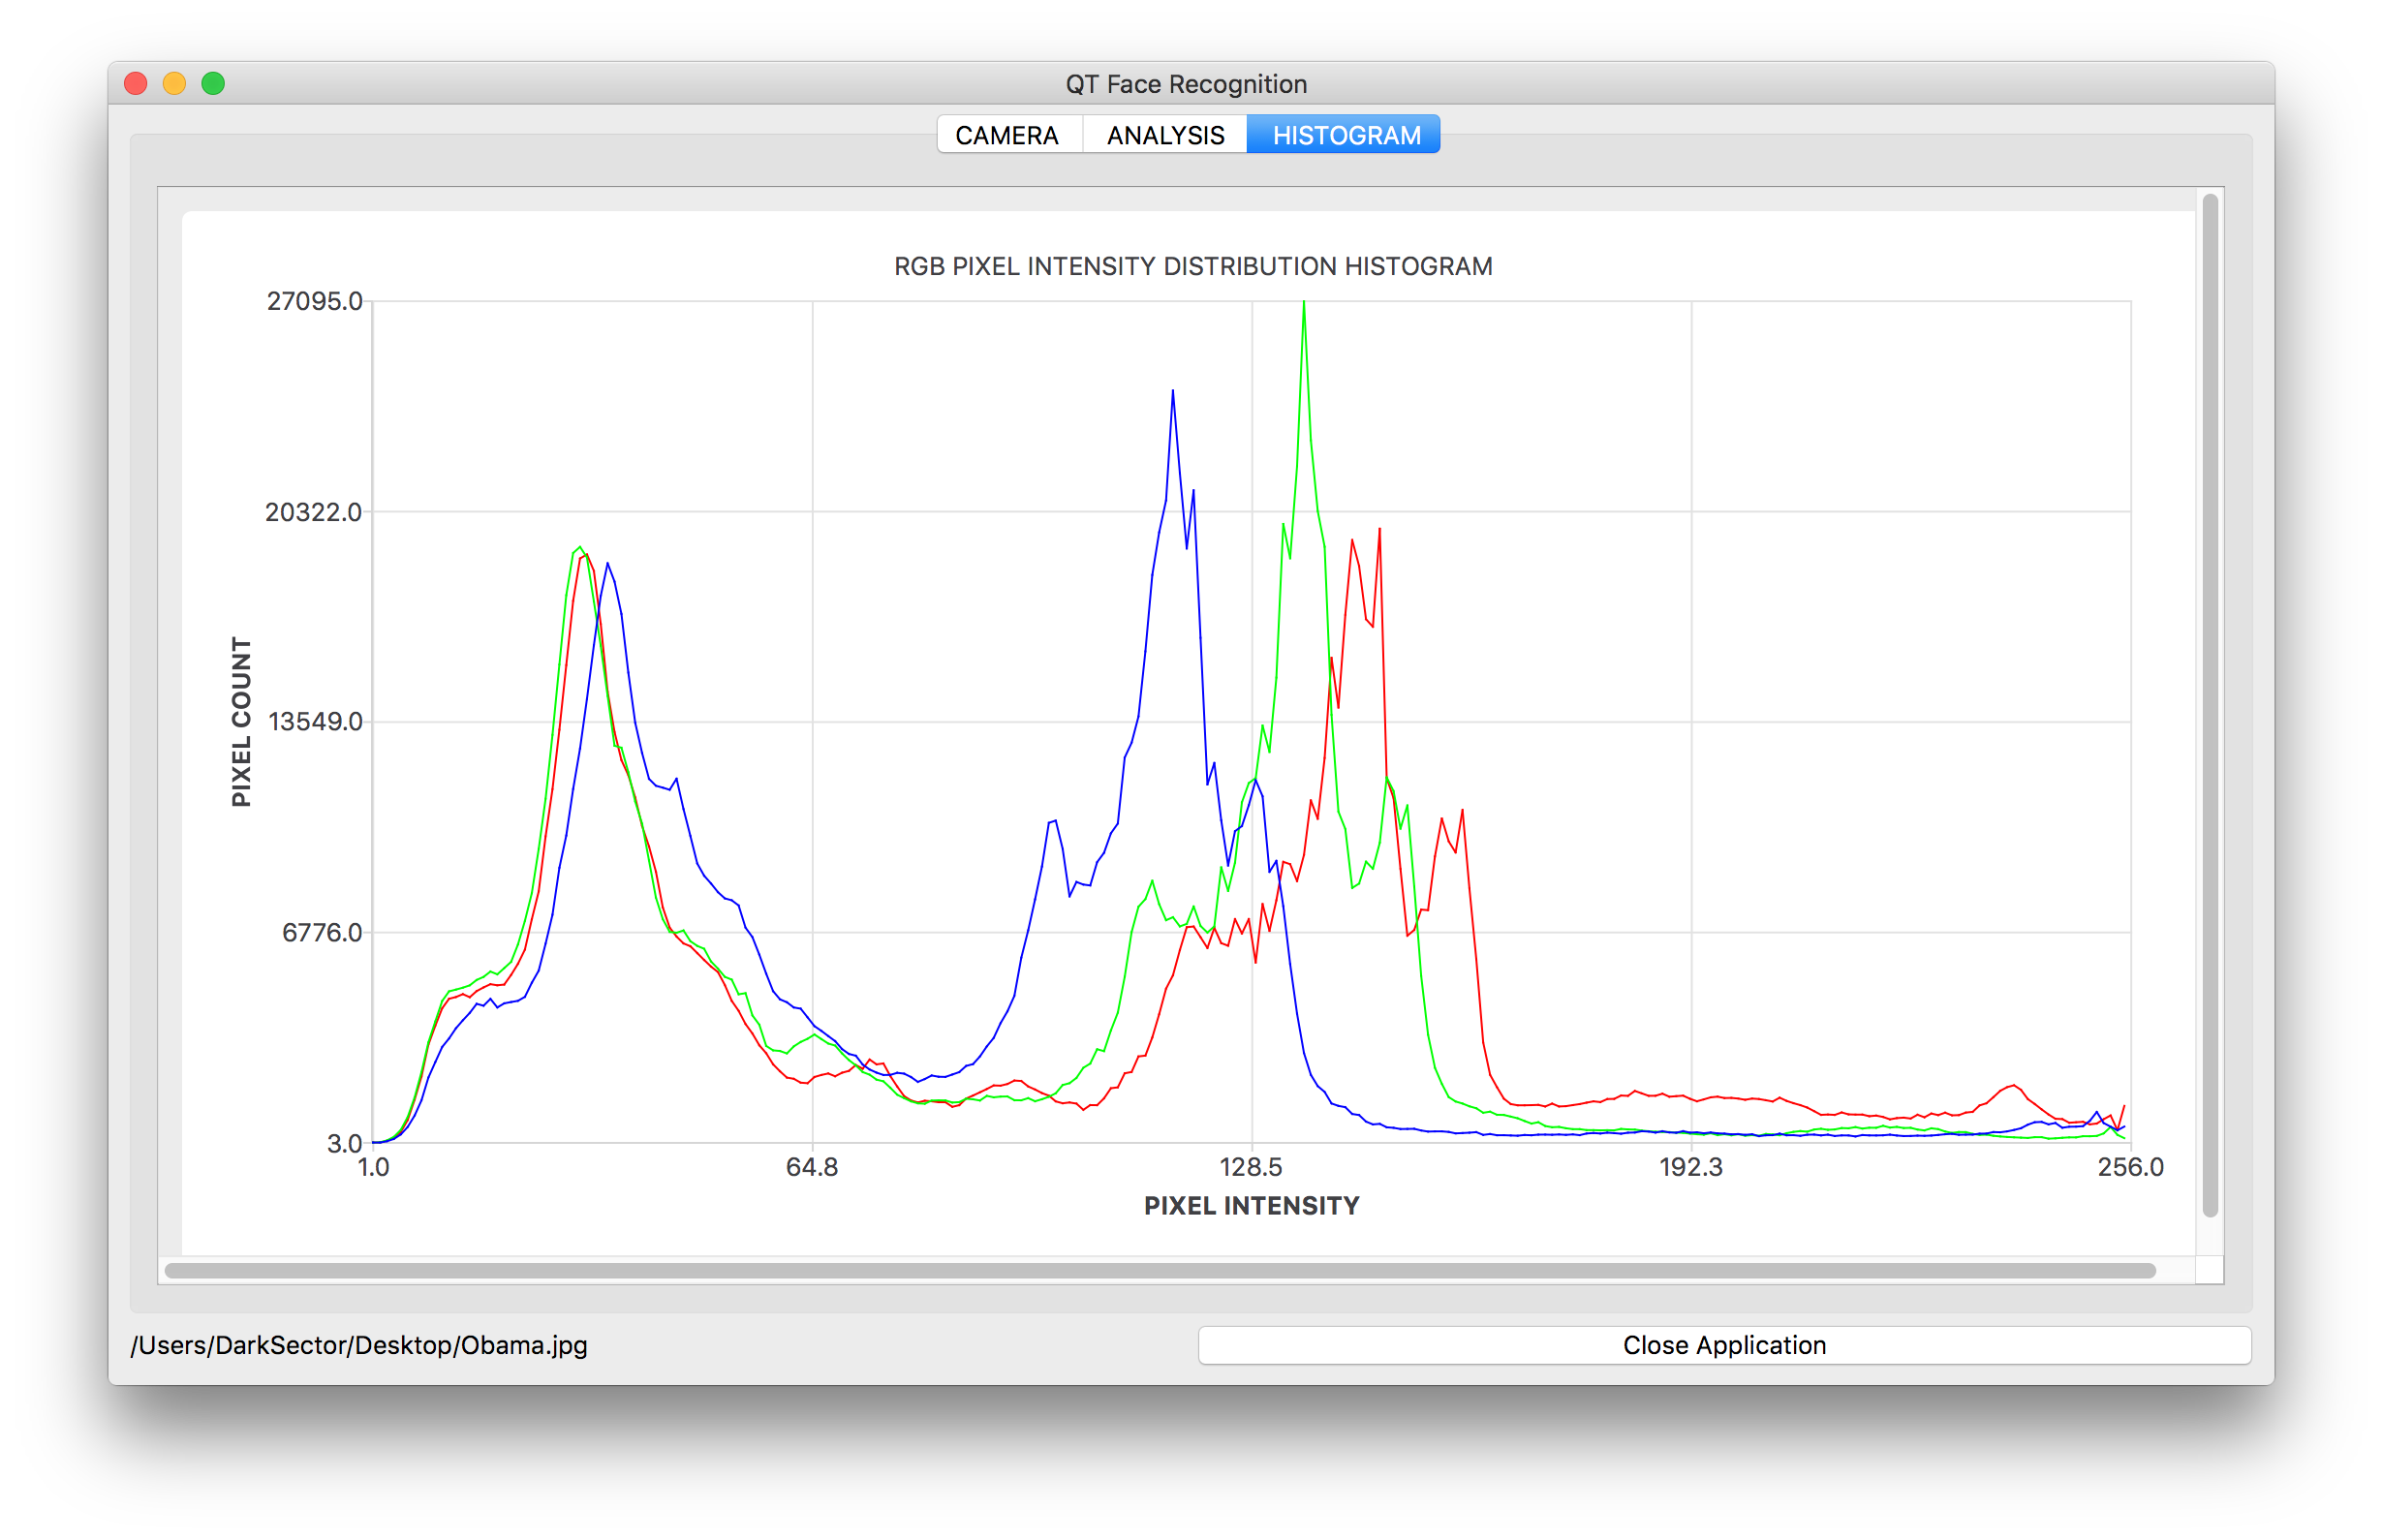 QT Face Recognition
CAMERA ANALYSIS HISTOGRAM
RGB PIXEL INTENSITY DISTRIBUTION HISTOGRAM
27095.0
20322.0
13549.0
6776.0
3.0
PIXEL COUNT
1.0 64.8 128.5 192.3 256.0
PIXEL INTENSITY
/Users/DarkSector/Desktop/Obama.jpg
Close Application